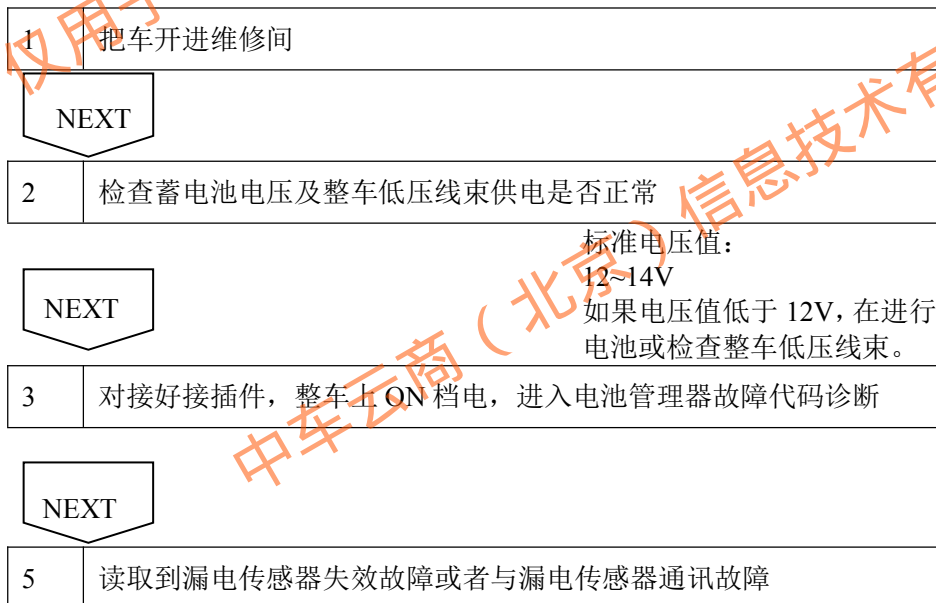 仅用于
1 把车开进维修间
NEXT
2 检查蓄电池电压及整车低压线束供电是否正常
标准电压值：
12~14V
如果电压值低于 12V，在进行
电池或检查整车低压线束。
NEXT
3 对接好接插件，整车上 ON 档电，进入电池管理器故障代码诊断
NEXT
5 读取到漏电传感器失效故障或者与漏电传感器通讯故障
中车云商（北京）信息技术有